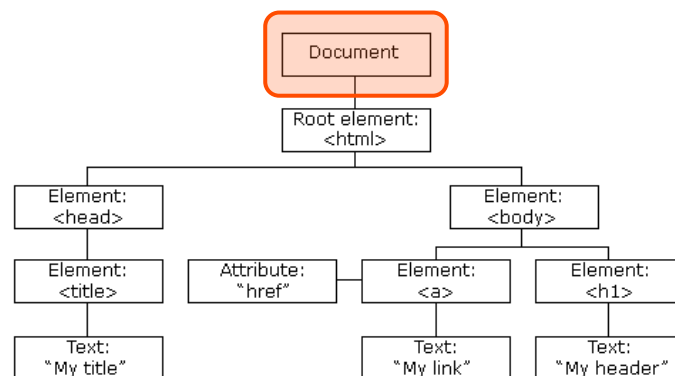 Document
Root element:
<html>
Element:
<head>
Element:
<body>
Element:
<title>
Attribute:
“href”
Element:
<a>
Element:
<h1>
Text:
“My title”
Text:
“My link”
Text:
“My header”